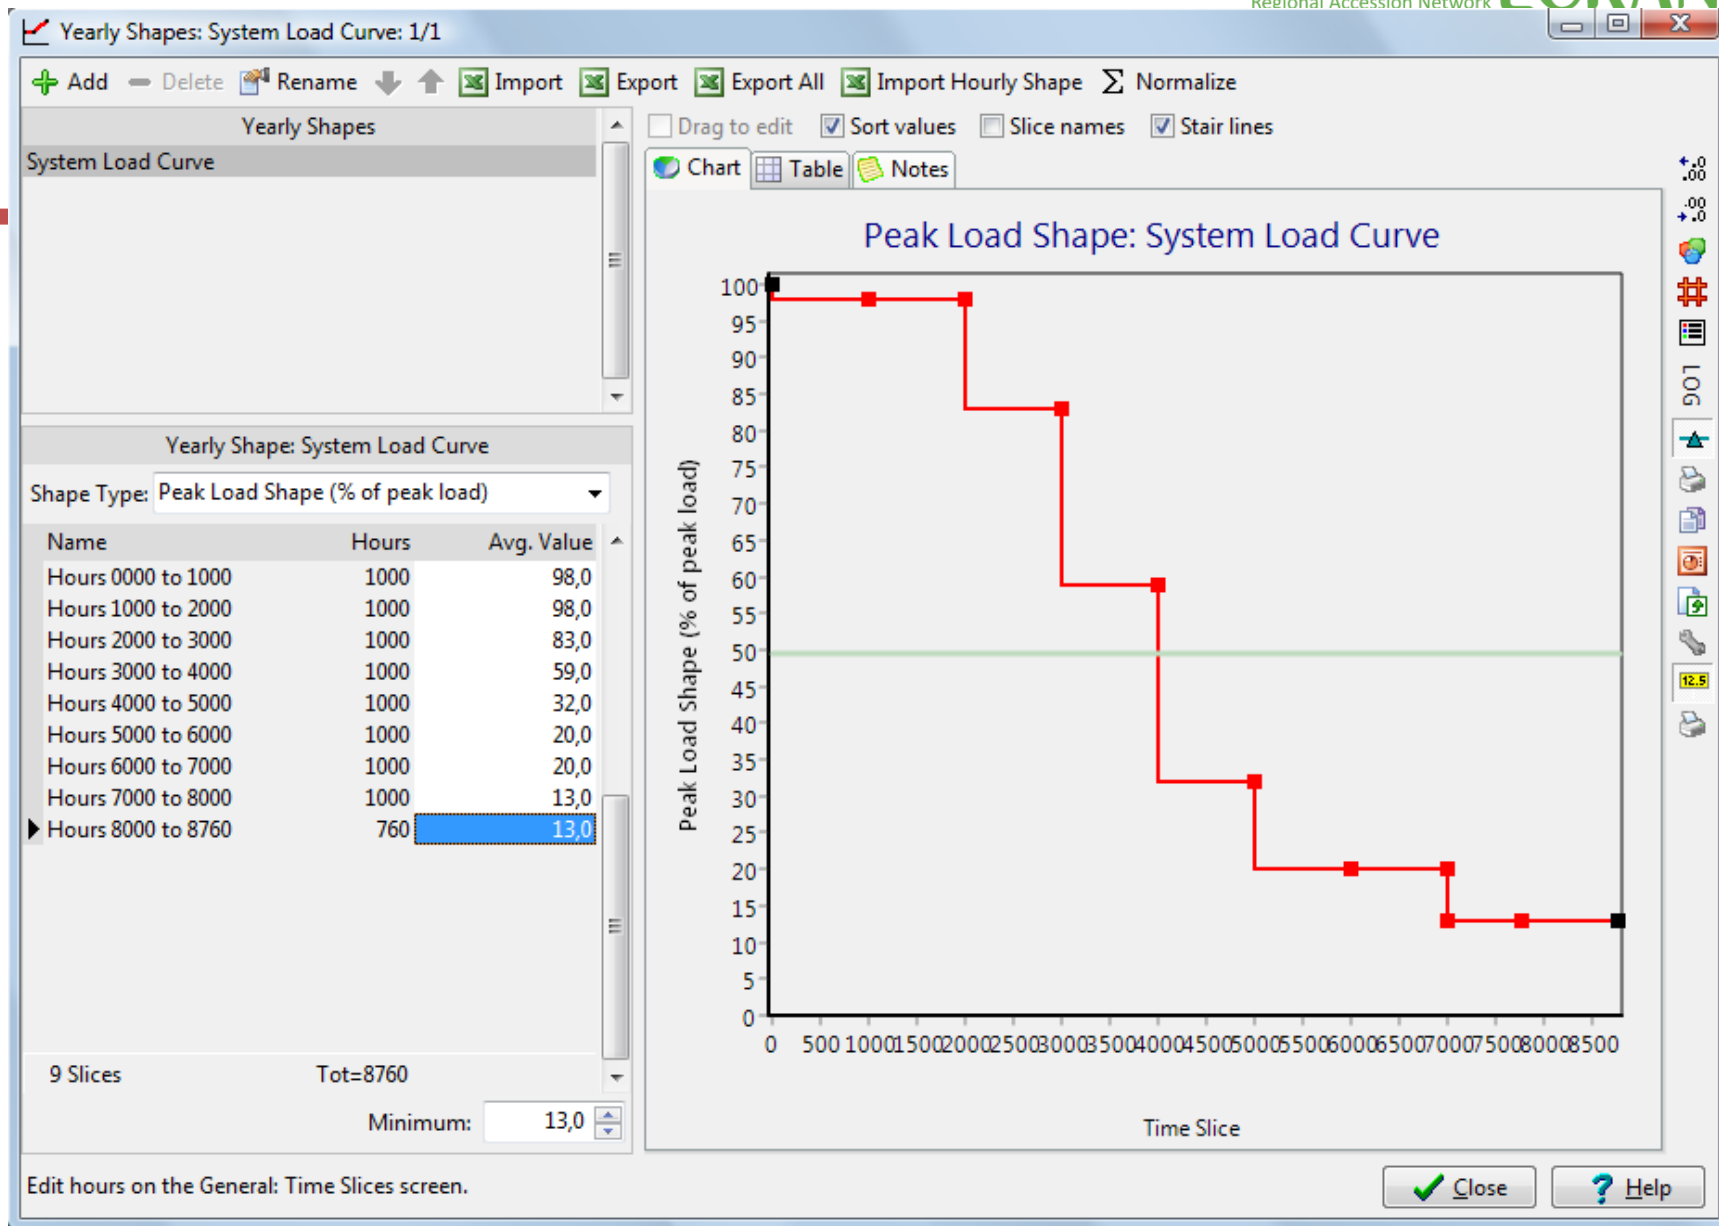 Regional Accession Network
Yearly Shapes: System Load Curve: 1/1
Add Delete Rename Import Export Export All Import Hourly Shape Σ Normalize
Yearly Shapes
System Load Curve
Drag to edit Sort values Slice names Stair lines
Chart Table Notes
Peak Load Shape: System Load Curve
Yearly Shape: System Load Curve
Shape Type: Peak Load Shape (% of peak load)
Name Hours Avg. Value
Hours 0000 to 1000 1000 98,0
Hours 1000 to 2000 1000 98,0
Hours 2000 to 3000 1000 83,0
Hours 3000 to 4000 1000 59,0
Hours 4000 to 5000 1000 32,0
Hours 5000 to 6000 1000 20,0
Hours 6000 to 7000 1000 20,0
Hours 7000 to 8000 1000 13,0
Hours 8000 to 8760 760 13,0
9 Slices Tot=8760
Minimum: 13,0
Edit hours on the General: Time Slices screen.
Peak Load Shape (% of peak load)
100
95
90
85
80
75
70
65
60
55
50
45
40
35
30
25
20
15
10
5
0
0 500 1000 1500 2000 2500 3000 3500 4000 4500 5000 5500 6000 6500 7000 7500 8000 8500
Time Slice
.0
.00
.00
.0
LOG
12.5
Close
Help